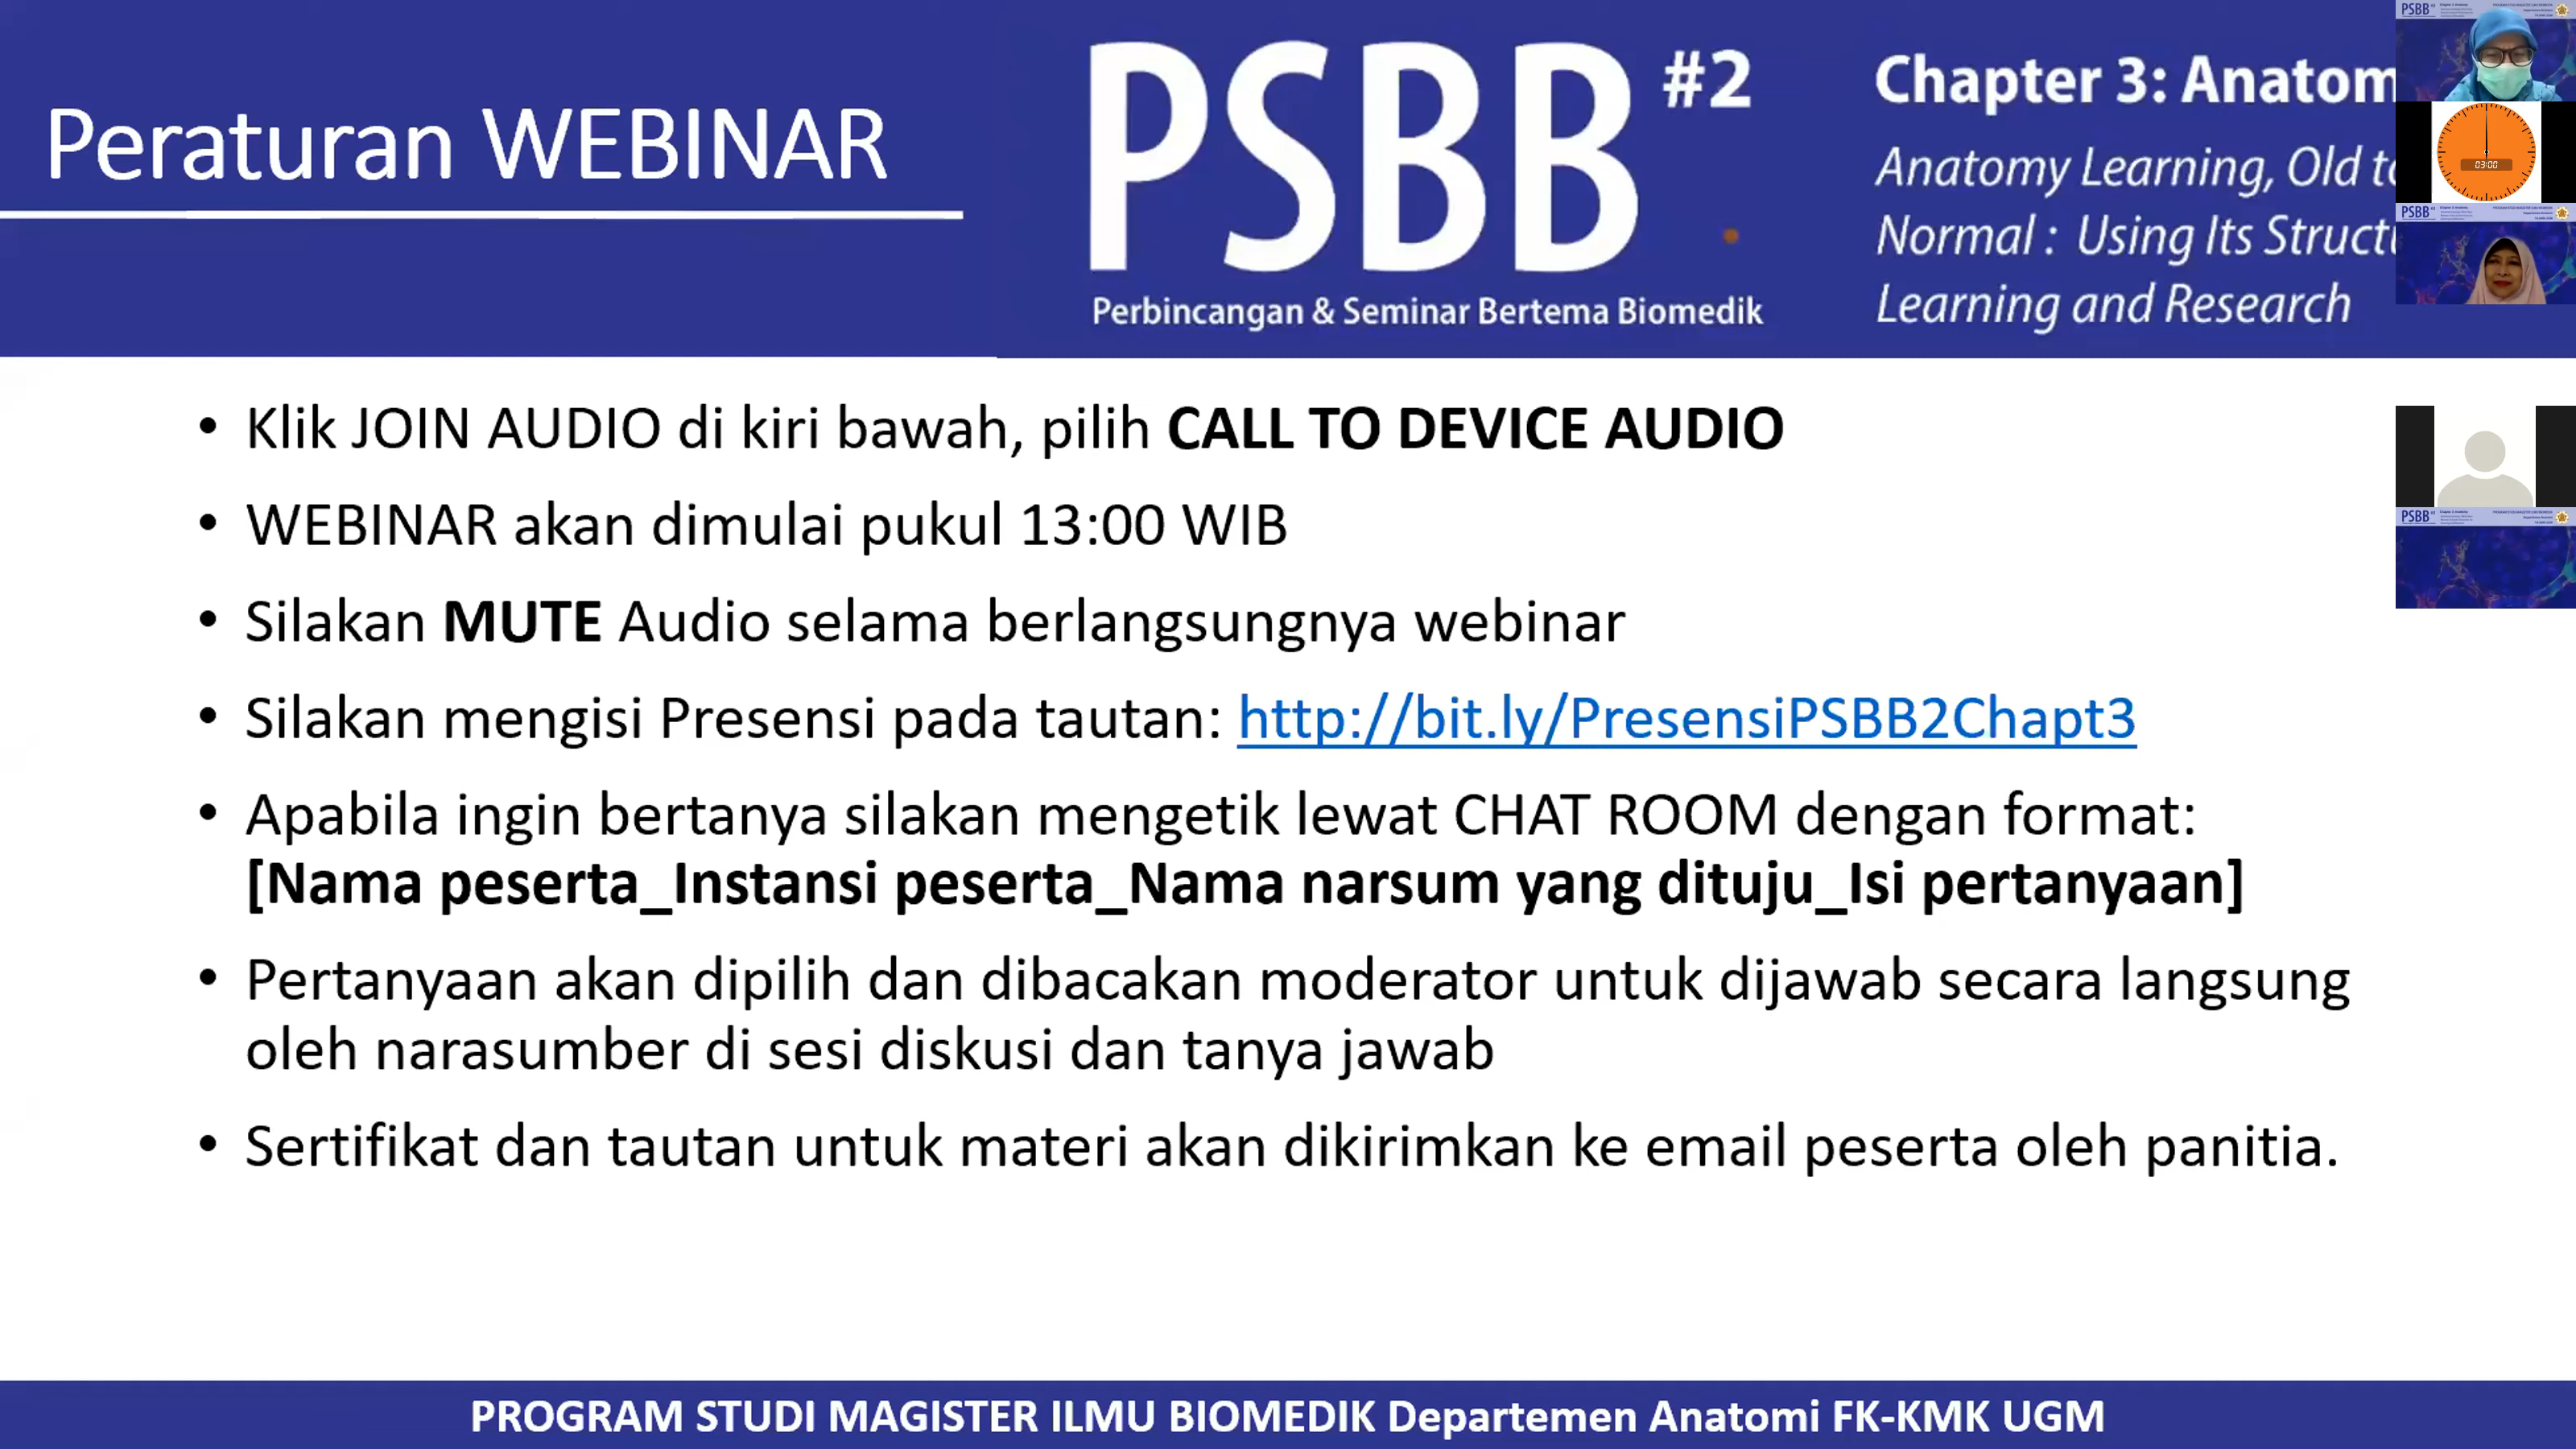 Peraturan WEBINAR
PSBB #2
Perbincangan & Seminar Bertema Biomedik
Chapter 3: Anatom
Anatomy Learning, Old
Normal : Using Its
Learning and Research
PSBB
03:00
PSBB
• Klik JOIN AUDIO di kiri bawah, pilih CALL TO DEVICE AUDIO
• WEBINAR akan dimulai pukul 13:00 WIB
• Silakan MUTE Audio selama berlangsungnya webinar
• Silakan mengisi Presensi pada tautan: http://bit.ly/PresensiPSBB2Chapt3
• Apabila ingin bertanya silakan mengetik lewat CHAT ROOM dengan format:
[Nama peserta_Instansi peserta_Nama narsum yang dituju_Isi pertanyaan]
• Pertanyaan akan dipilih dan dibacakan moderator untuk dijawab secara langsung
oleh narasumber di sesi diskusi dan tanya jawab
• Sertifikat dan tautan untuk materi akan dikirimkan ke email peserta oleh panitia.
PSBB
PROGRAM STUDI MAGISTER ILMU BIOMEDIK Departemen Anatomi FK-KMK UGM